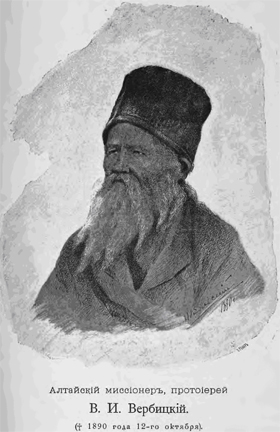 Алтайскій миссіонеръ, протоіерей
В. И. Вербицкій.
(† 1890 года 12-го октября).